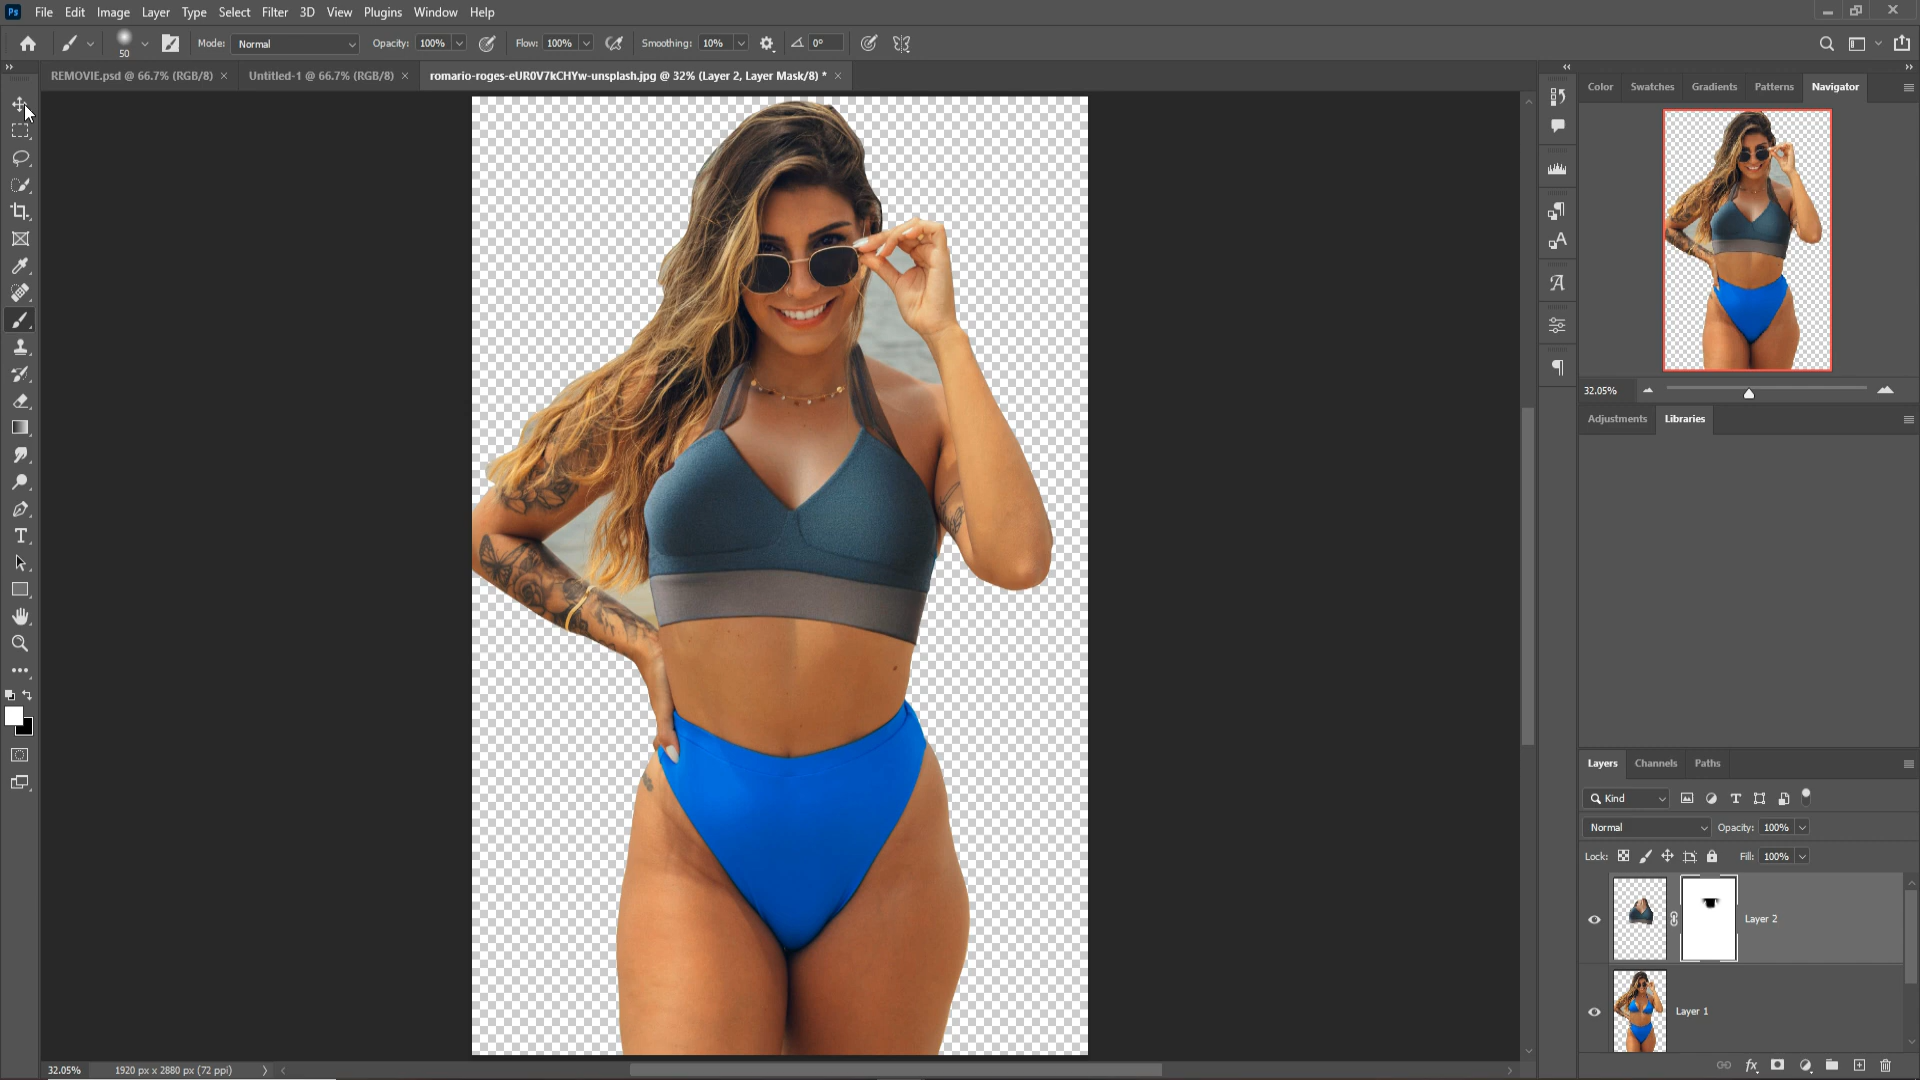 Ps File Edit Image Layer Type Select Filter 3D View Plugins Window Help
50 Mode: Normal Opacity: 100% Flow: 100% Smoothing: 10% 0°
REMOVIE.psd @ 66.7% (RGB/8) × Untitled-1 @ 66.7% (RGB/8) × romario-roges-eUR0V7kCHYw-unsplash.jpg @ 32% (Layer 2, Layer Mask/8) * ×
Color Swatches Gradients Patterns Navigator
32.05%
Adjustments Libraries
Layers Channels Paths
Kind
Normal Opacity: 100%
Lock: Fill: 100%
Layer 2
Layer 1
32.05% 1920 px x 2880 px (72 ppi)